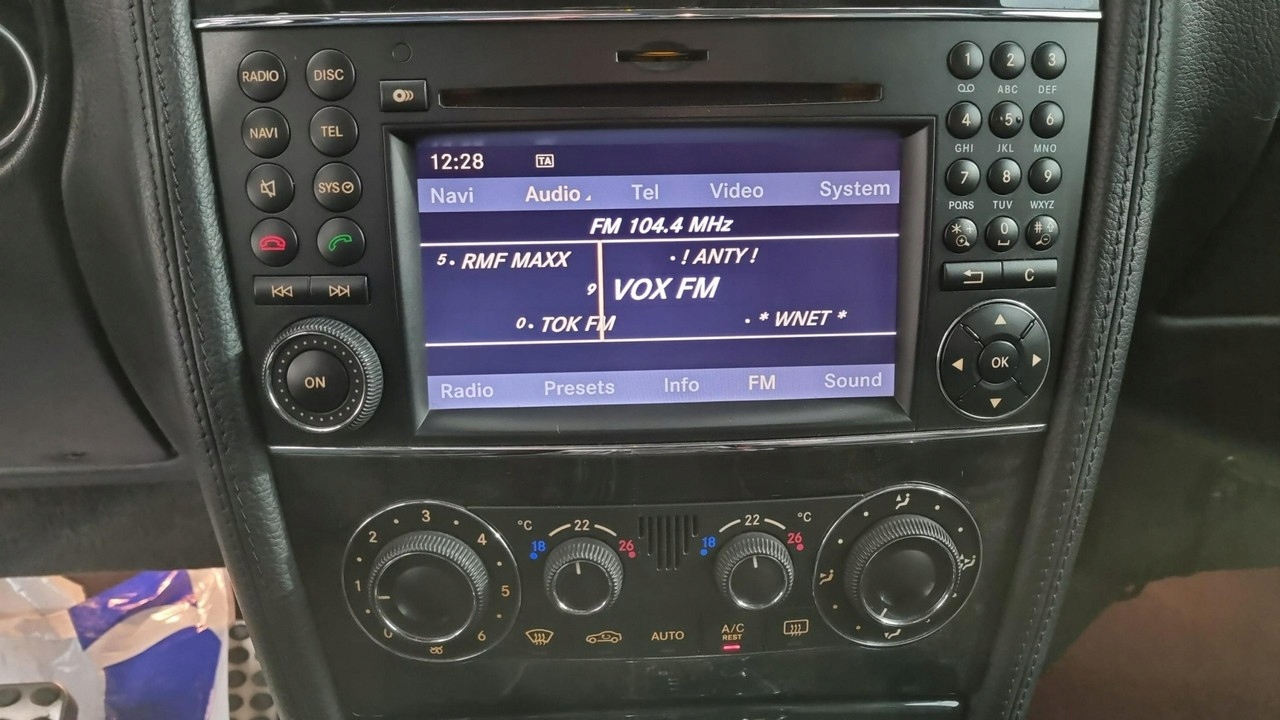 RADIO DISC
NAVI TEL
SYS
ON
12:28 TA
Navi Audio Tel Video System
FM 104.4 MHz
5. RMF MAXX · ! ANTY !
9 VOX FM
0. TOK FM · * WNET *
Radio Presets Info FM Sound
1 2 3
ABC DEF
4 5 6
GHI JKL MNO
7 8 9
PQRS TUV WXYZ
* + 0 # ⇧
C
OK
0 1 2 3 4 5 6
°C 18 22 26
18 22 26 °C
AUTO
A/C
REST